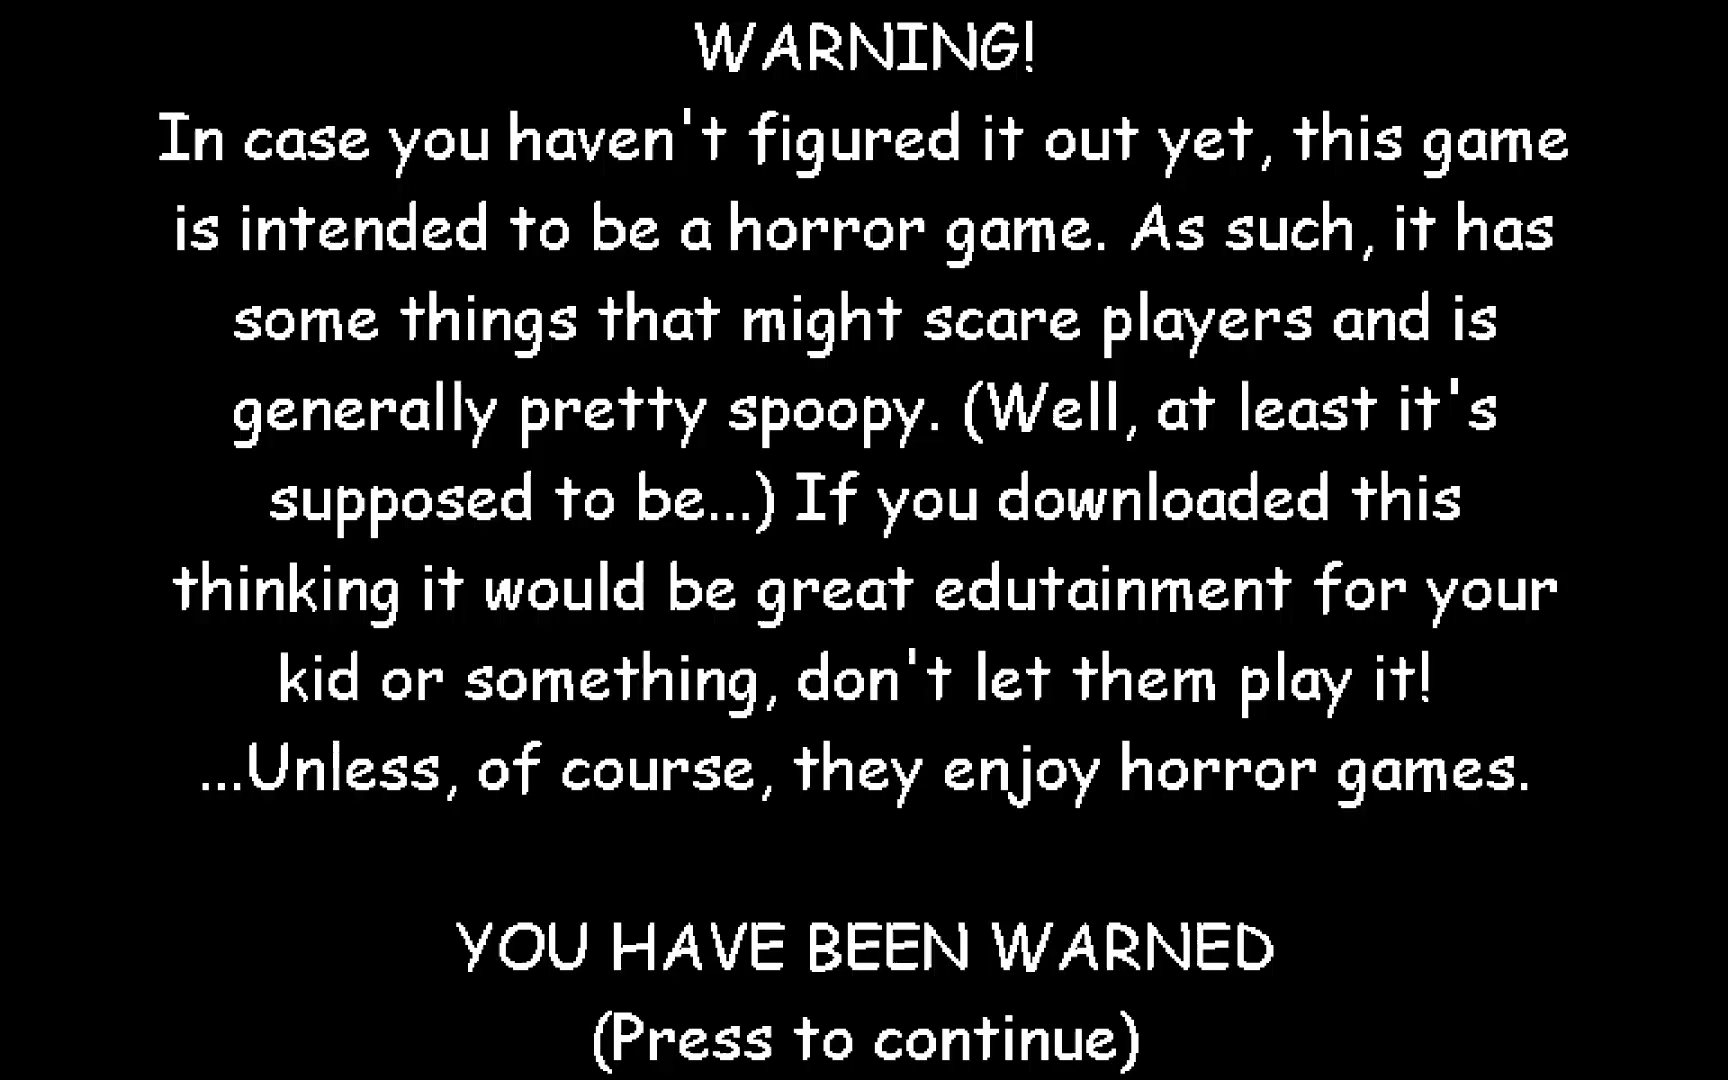 WARNING!
In case you haven't figured it out yet, this game
is intended to be a horror game. As such, it has
some things that might scare players and is
generally pretty spoopy. (Well, at least it's
supposed to be...) If you downloaded this
thinking it would be great edutainment for your
kid or something, don't let them play it!
...Unless, of course, they enjoy horror games.
YOU HAVE BEEN WARNED
(Press to continue)